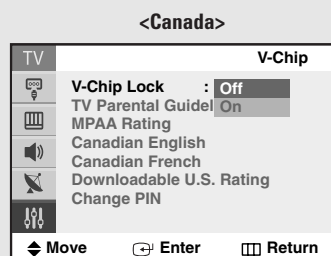 <Canada>
TV V-Chip
V-Chip Lock : Off
TV Parental Guidel On
MPAA Rating
Canadian English
Canadian French
Downloadable U.S. Rating
Change PIN
Move Enter Return